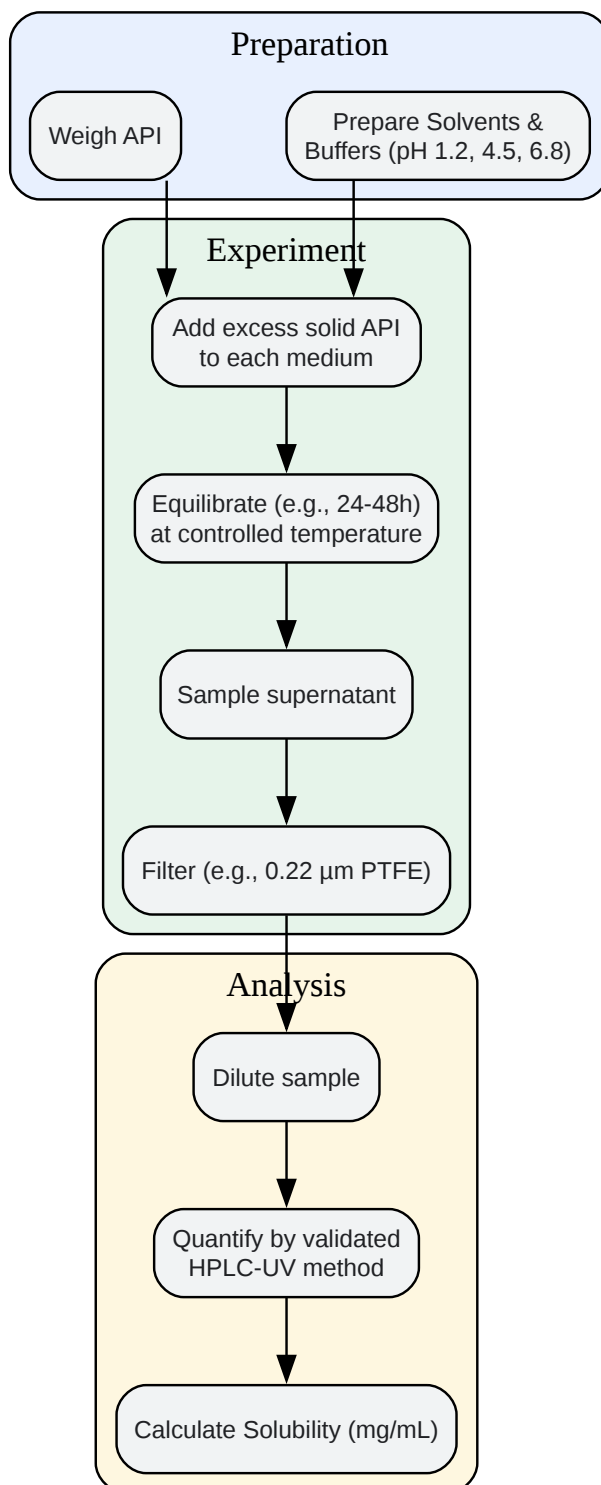 Preparation
Weigh API
Prepare Solvents &
Buffers (pH 1.2, 4.5, 6.8)
Experiment
Add excess solid API
to each medium
Equilibrate (e.g., 24-48h)
at controlled temperature
Sample supernatant
Filter (e.g., 0.22 µm PTFE)
Analysis
Dilute sample
Quantify by validated
HPLC-UV method
Calculate Solubility (mg/mL)